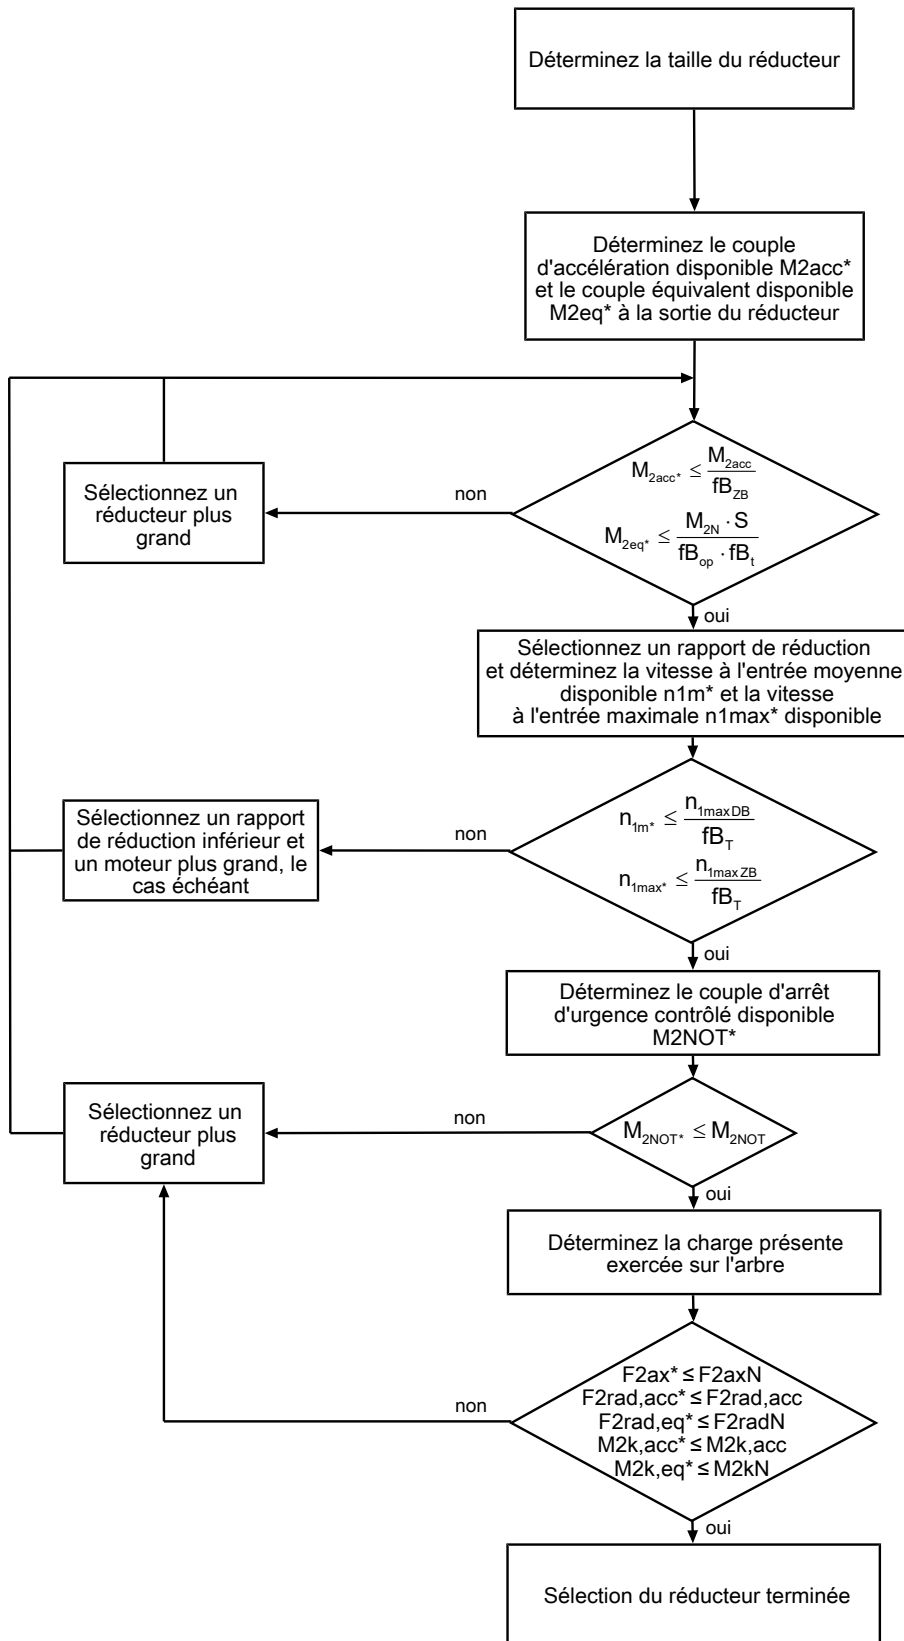 Déterminez la taille du réducteur
Déterminez le couple
d'accélération disponible M2acc*
et le couple équivalent disponible
M2eq* à la sortie du réducteur
M2acc* ≤ M2acc / fBZB
M2eq* ≤ M2N · S / fBop · fBt
non
Sélectionnez un
réducteur plus
grand
oui
Sélectionnez un rapport de réduction
et déterminez la vitesse à l'entrée moyenne
disponible n1m* et la vitesse
à l'entrée maximale n1max* disponible
n1m* ≤ n1maxDB / fBT
n1max* ≤ n1maxZB / fBT
non
Sélectionnez un rapport
de réduction inférieur et
un moteur plus grand, le
cas échéant
oui
Déterminez le couple d'arrêt
d'urgence contrôlé disponible
M2NOT*
M2NOT* ≤ M2NOT
non
Sélectionnez un
réducteur plus
grand
oui
Déterminez la charge présente
exercée sur l'arbre
F2ax* ≤ F2axN
F2rad,acc* ≤ F2rad,acc
F2rad,eq* ≤ F2radN
M2k,acc* ≤ M2k,acc
M2k,eq* ≤ M2kN
non
oui
Sélection du réducteur terminée